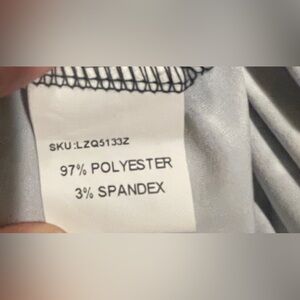 SKU:LZQ5133Z
97% POLYESTER
3% SPANDEX